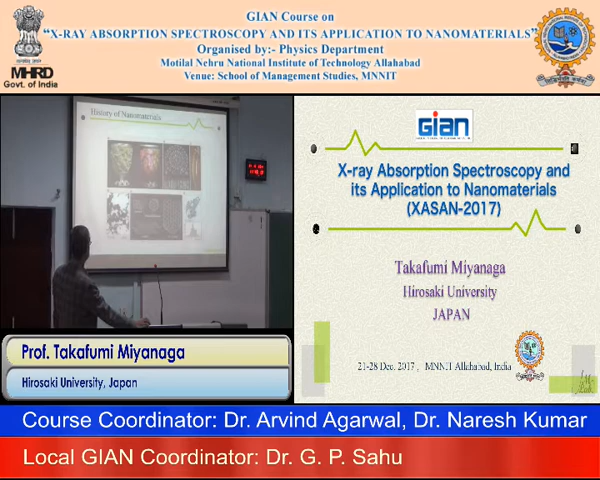 GIAN Course on
"X-RAY ABSORPTION SPECTROSCOPY AND ITS APPLICATION TO NANOMATERIALS"
Organised by:- Physics Department
Motilal Nehru National Institute of Technology Allahabad
Venue: School of Management Studies, MNNIT
MHRD
Govt. of India
History of Nanomaterials
gian
X-ray Absorption Spectroscopy and
its Application to Nanomaterials
(XASAN-2017)
Takafumi Miyanaga
Hirosaki University
JAPAN
21-28 Dec. 2017 , MNNIT Allahabad, India
Prof. Takafumi Miyanaga
Hirosaki University, Japan
Course Coordinator: Dr. Arvind Agarwal, Dr. Naresh Kumar
Local GIAN Coordinator: Dr. G. P. Sahu